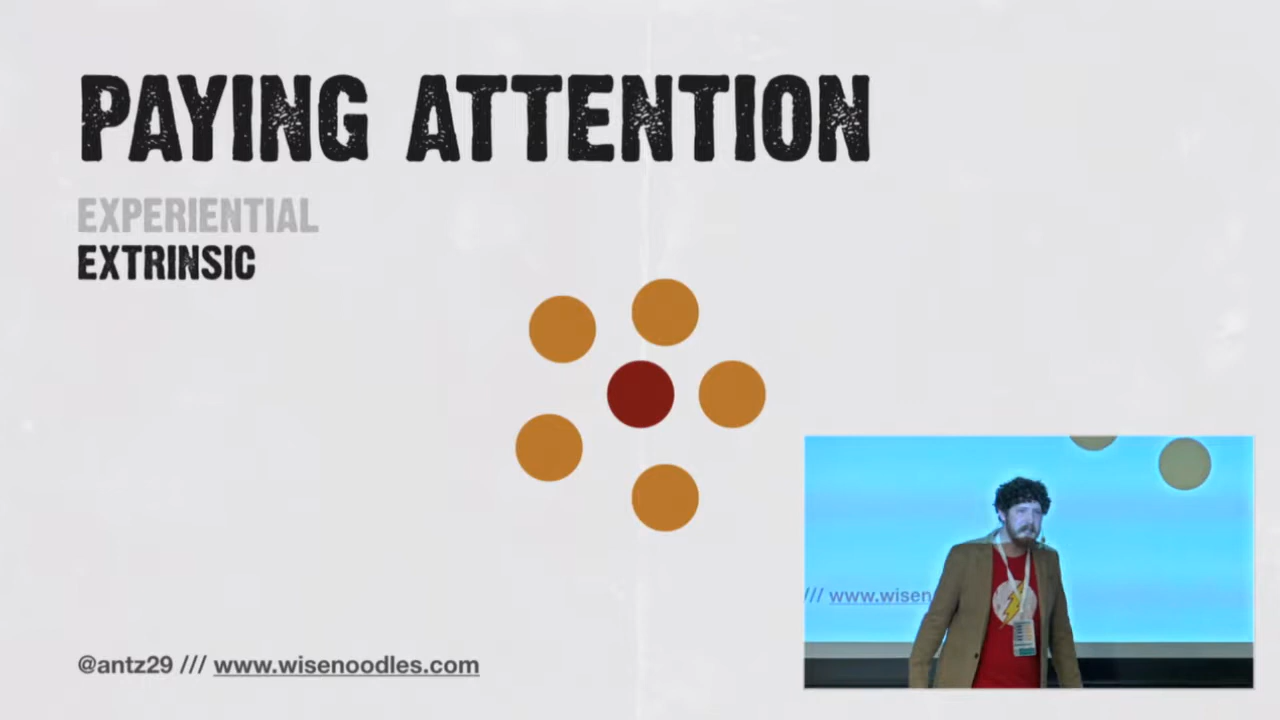 PAYING ATTENTION
EXPERIENTIAL
EXTRINSIC
@antz29 /// www.wisenoodles.com
/// www.wisen